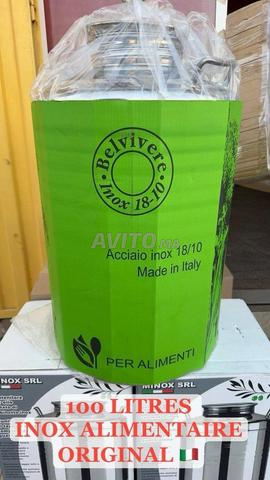 Belvivere
Inox 18-10
AVITO.MA
Acciaio inox 18/10
Made in Italy
PER ALIMENTI
MINOX SRL
MINOX SRL
100 LITRES
INOX ALIMENTAIRE
ORIGINAL 🇮🇹